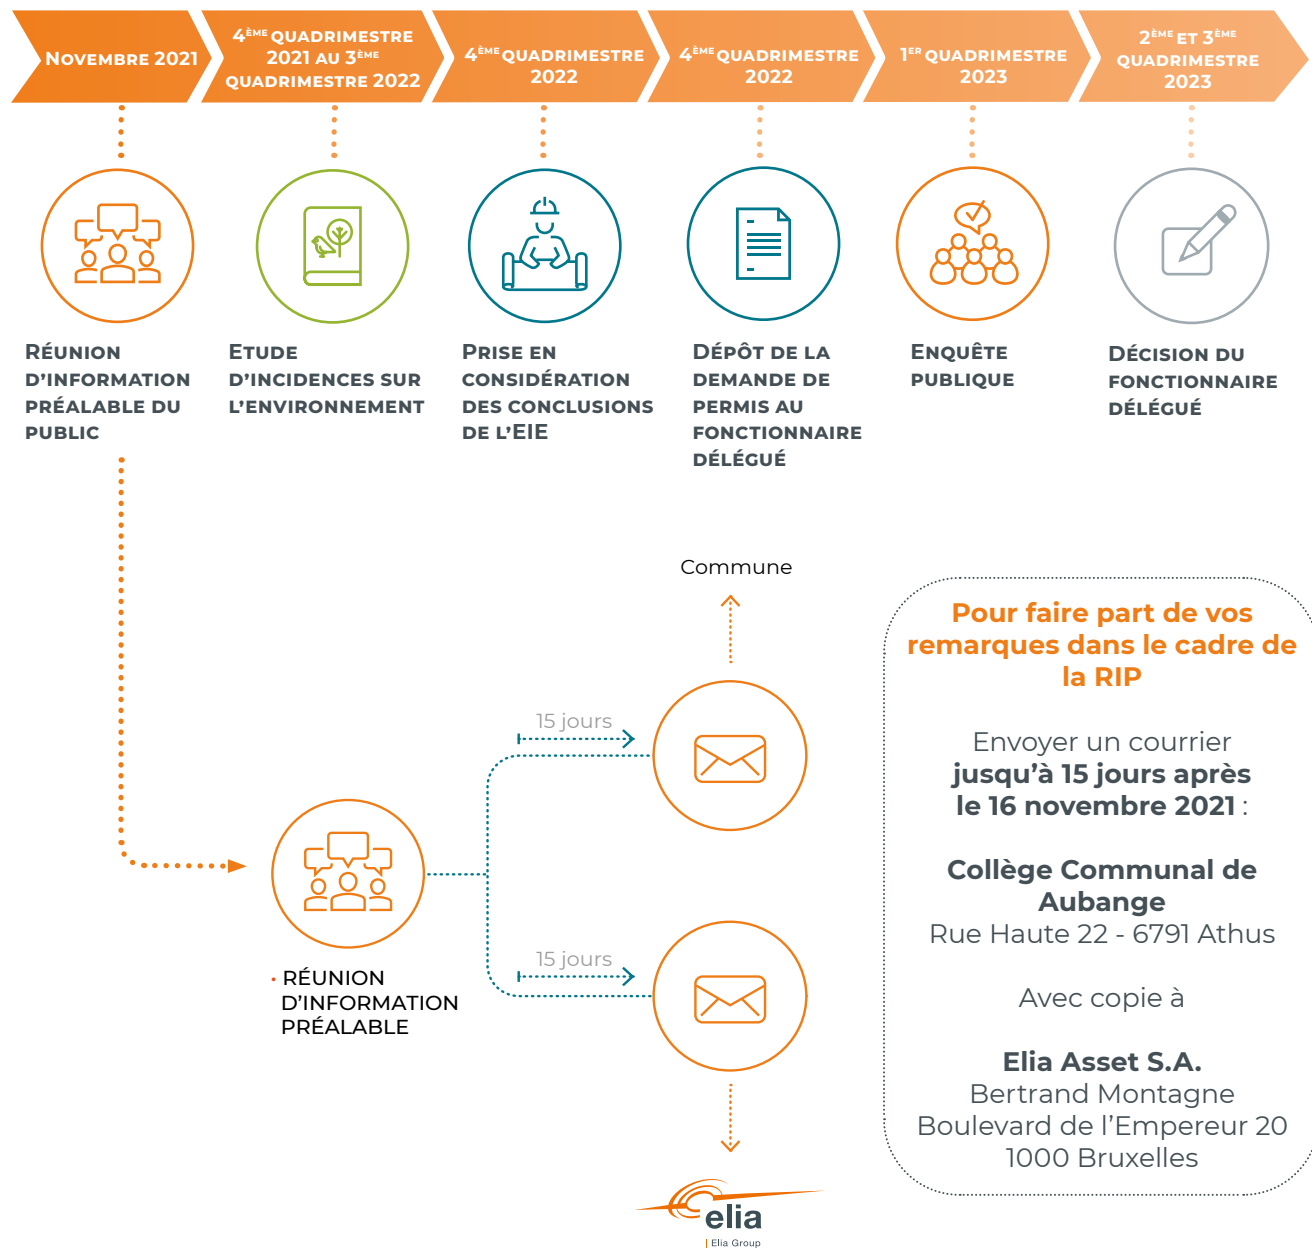 NOVEMBRE 2021
4ÈME QUADRIMESTRE
2021 AU 3ÈME
QUADRIMESTRE 2022
4ÈME QUADRIMESTRE
2022
4ÈME QUADRIMESTRE
2022
1ER QUADRIMESTRE
2023
2ÈME ET 3ÈME
QUADRIMESTRE
2023
RÉUNION
D'INFORMATION
PRÉALABLE DU
PUBLIC
ETUDE
D'INCIDENCES SUR
L'ENVIRONNEMENT
PRISE EN
CONSIDÉRATION
DES CONCLUSIONS
DE L'EIE
DÉPÔT DE LA
DEMANDE DE
PERMIS AU
FONCTIONNAIRE
DÉLÉGUÉ
ENQUÊTE
PUBLIQUE
DÉCISION DU
FONCTIONNAIRE
DÉLÉGUÉ
Commune
15 jours
15 jours
• RÉUNION
D'INFORMATION
PRÉALABLE
elia
Elia Group
Pour faire part de vos
remarques dans le cadre de
la RIP
Envoyer un courrier
jusqu'à 15 jours après
le 16 novembre 2021 :
Collège Communal de
Aubange
Rue Haute 22 - 6791 Athus
Avec copie à
Elia Asset S.A.
Bertrand Montagne
Boulevard de l'Empereur 20
1000 Bruxelles